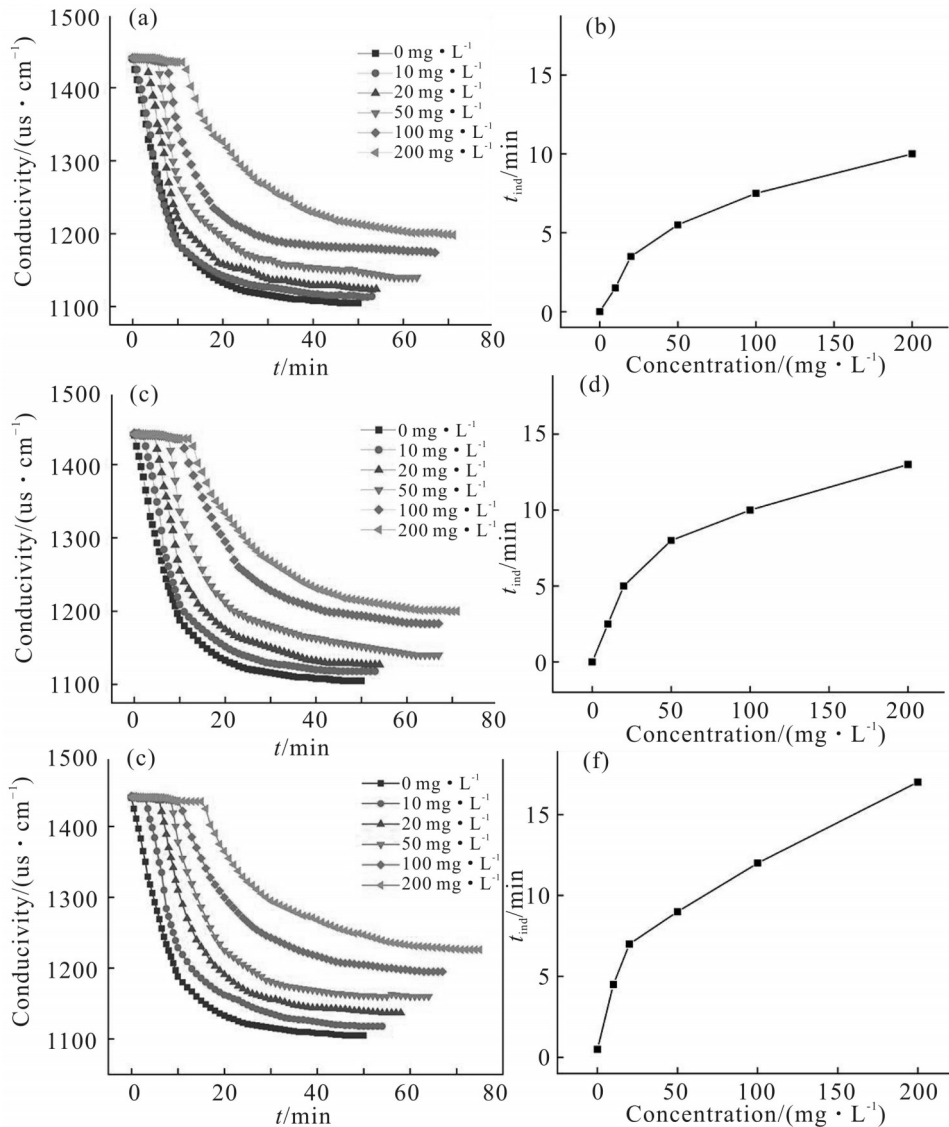 (a)
1500
1400
1300
1200
1100
0 20 40 60 80
Conducivity/(us·cm⁻¹)
t/min
0 mg·L⁻¹
10 mg·L⁻¹
20 mg·L⁻¹
50 mg·L⁻¹
100 mg·L⁻¹
200 mg·L⁻¹
(b)
15
10
5
0
0 50 100 150 200
t_ind/min
Concentration/(mg·L⁻¹)
(c)
1500
1400
1300
1200
1100
0 20 40 60 80
Conducivity/(us·cm⁻¹)
t/min
0 mg·L⁻¹
10 mg·L⁻¹
20 mg·L⁻¹
50 mg·L⁻¹
100 mg·L⁻¹
200 mg·L⁻¹
(d)
15
10
5
0
0 50 100 150 200
t_ind/min
Concentration/(mg·L⁻¹)
(c)
1500
1400
1300
1200
1100
0 20 40 60 80
Conducivity/(us·cm⁻¹)
t/min
0 mg·L⁻¹
10 mg·L⁻¹
20 mg·L⁻¹
50 mg·L⁻¹
100 mg·L⁻¹
200 mg·L⁻¹
(f)
15
10
5
0
0 50 100 150 200
t_ind/min
Concentration/(mg·L⁻¹)